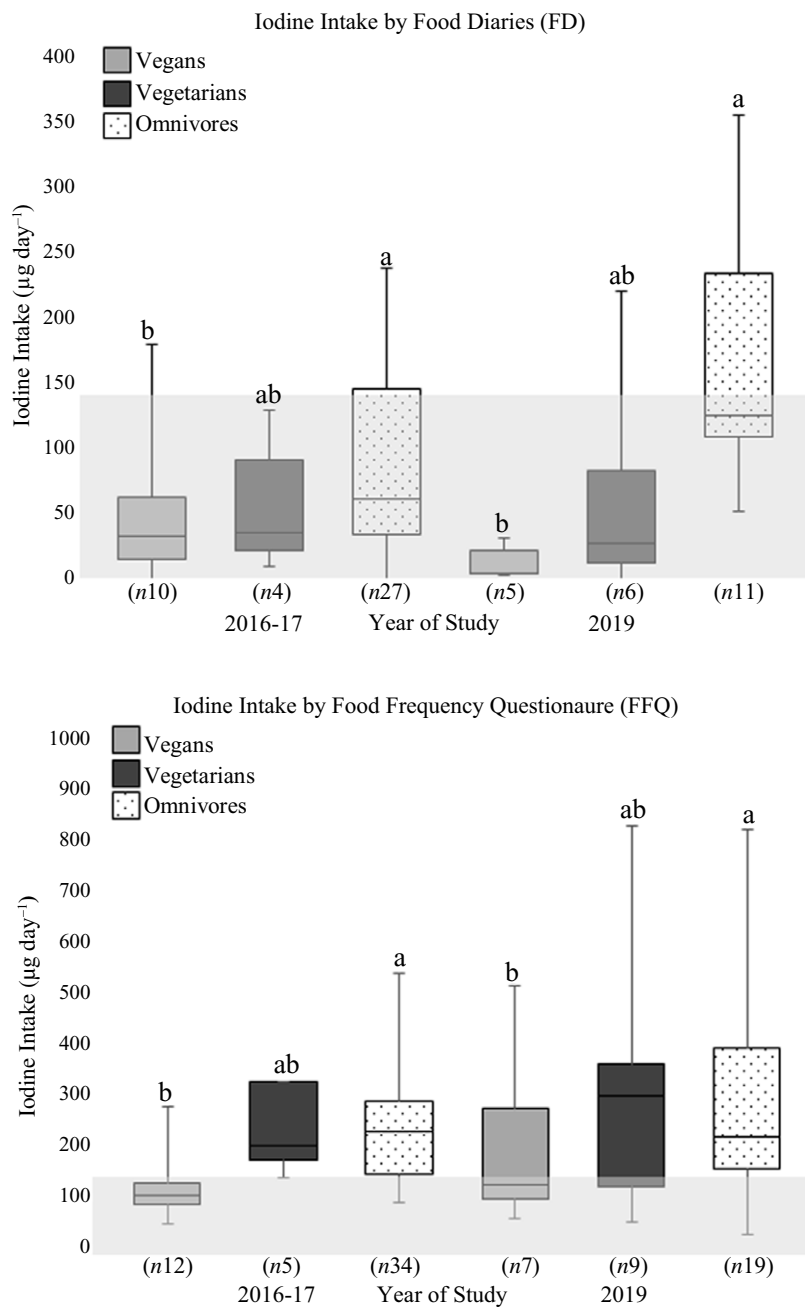 Iodine Intake by Food Diaries (FD)
400
350
300
250
200
150
100
50
0
Iodine Intake (µg day⁻¹)
Vegans
Vegetarians
Omnivores
b
ab
a
b
ab
a
(n10) (n4) (n27) (n5) (n6) (n11)
2016-17 Year of Study 2019
Iodine Intake by Food Frequency Questionaure (FFQ)
1000
900
800
700
600
500
400
300
200
100
0
Iodine Intake (µg day⁻¹)
Vegans
Vegetarians
Omnivores
b
ab
a
b
ab
a
(n12) (n5) (n34) (n7) (n9) (n19)
2016-17 Year of Study 2019